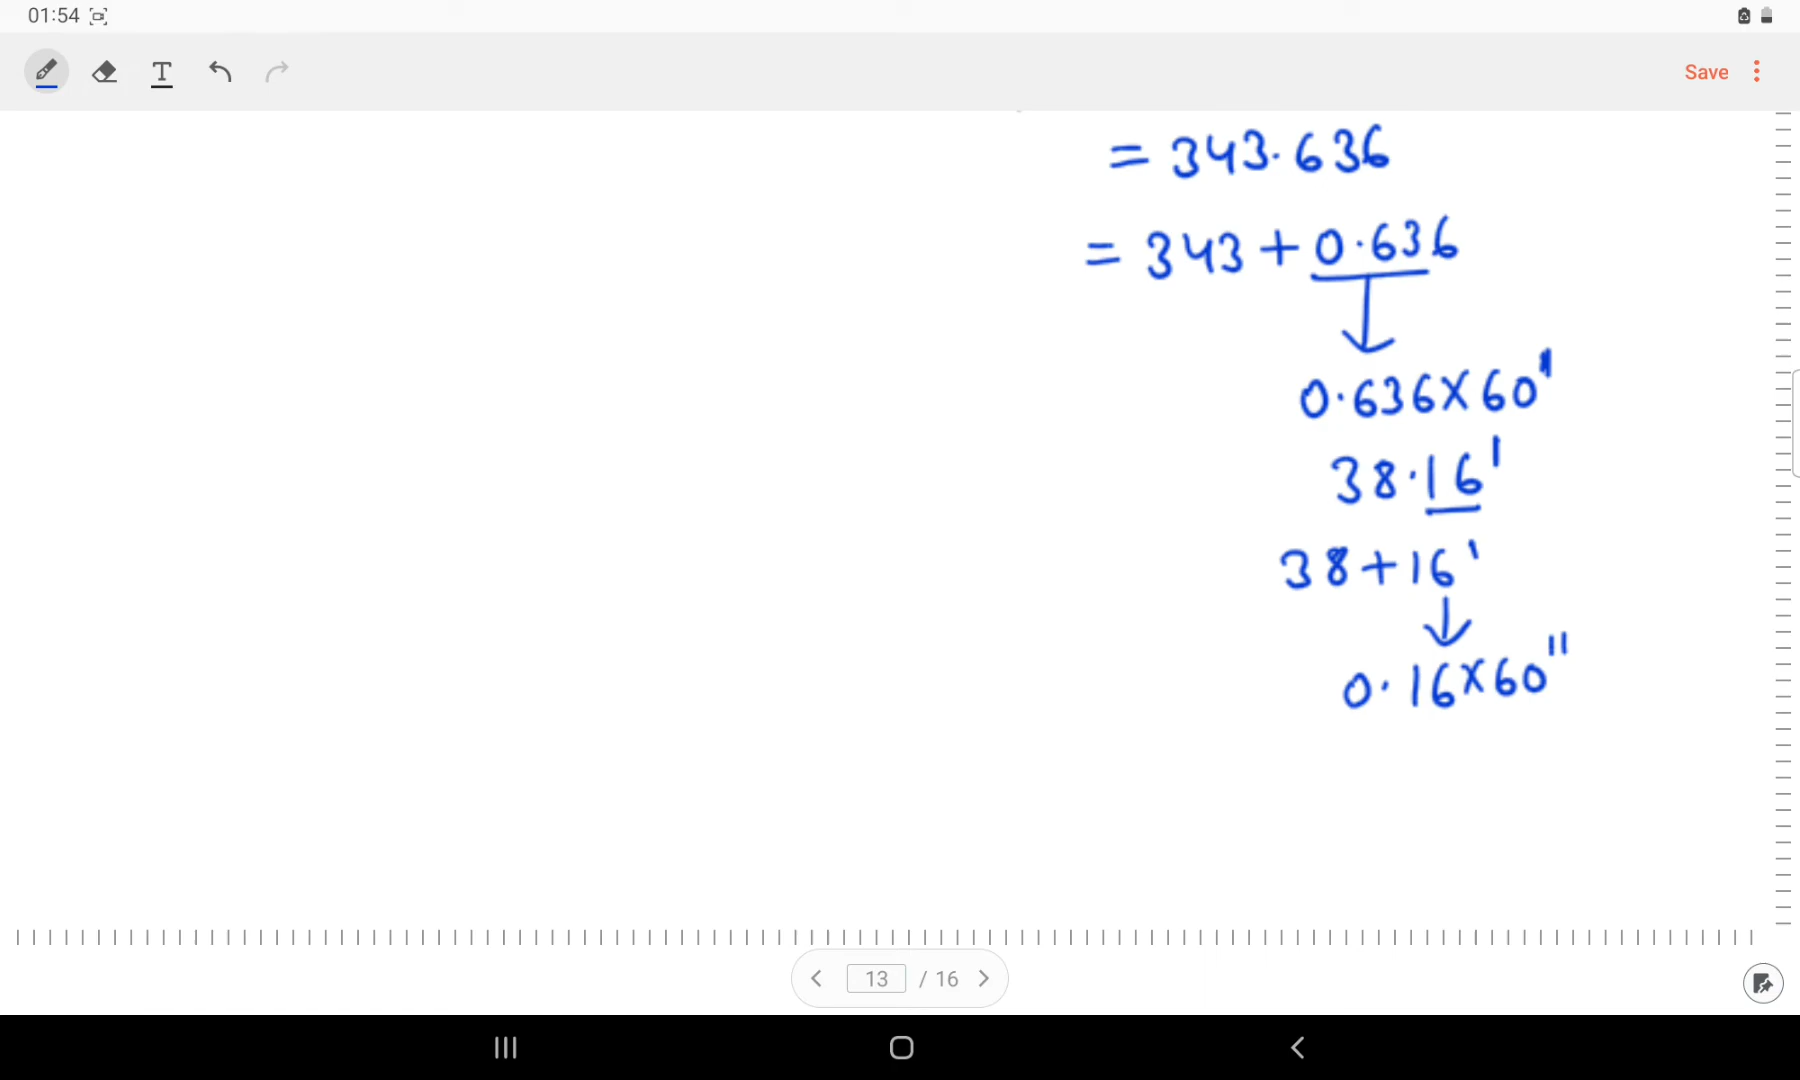 01:54
T
Save
= 343.636
= 343 + 0.636
0.636 X 60'
38.16'
38 + 16'
0.16 X 60"
13 / 16